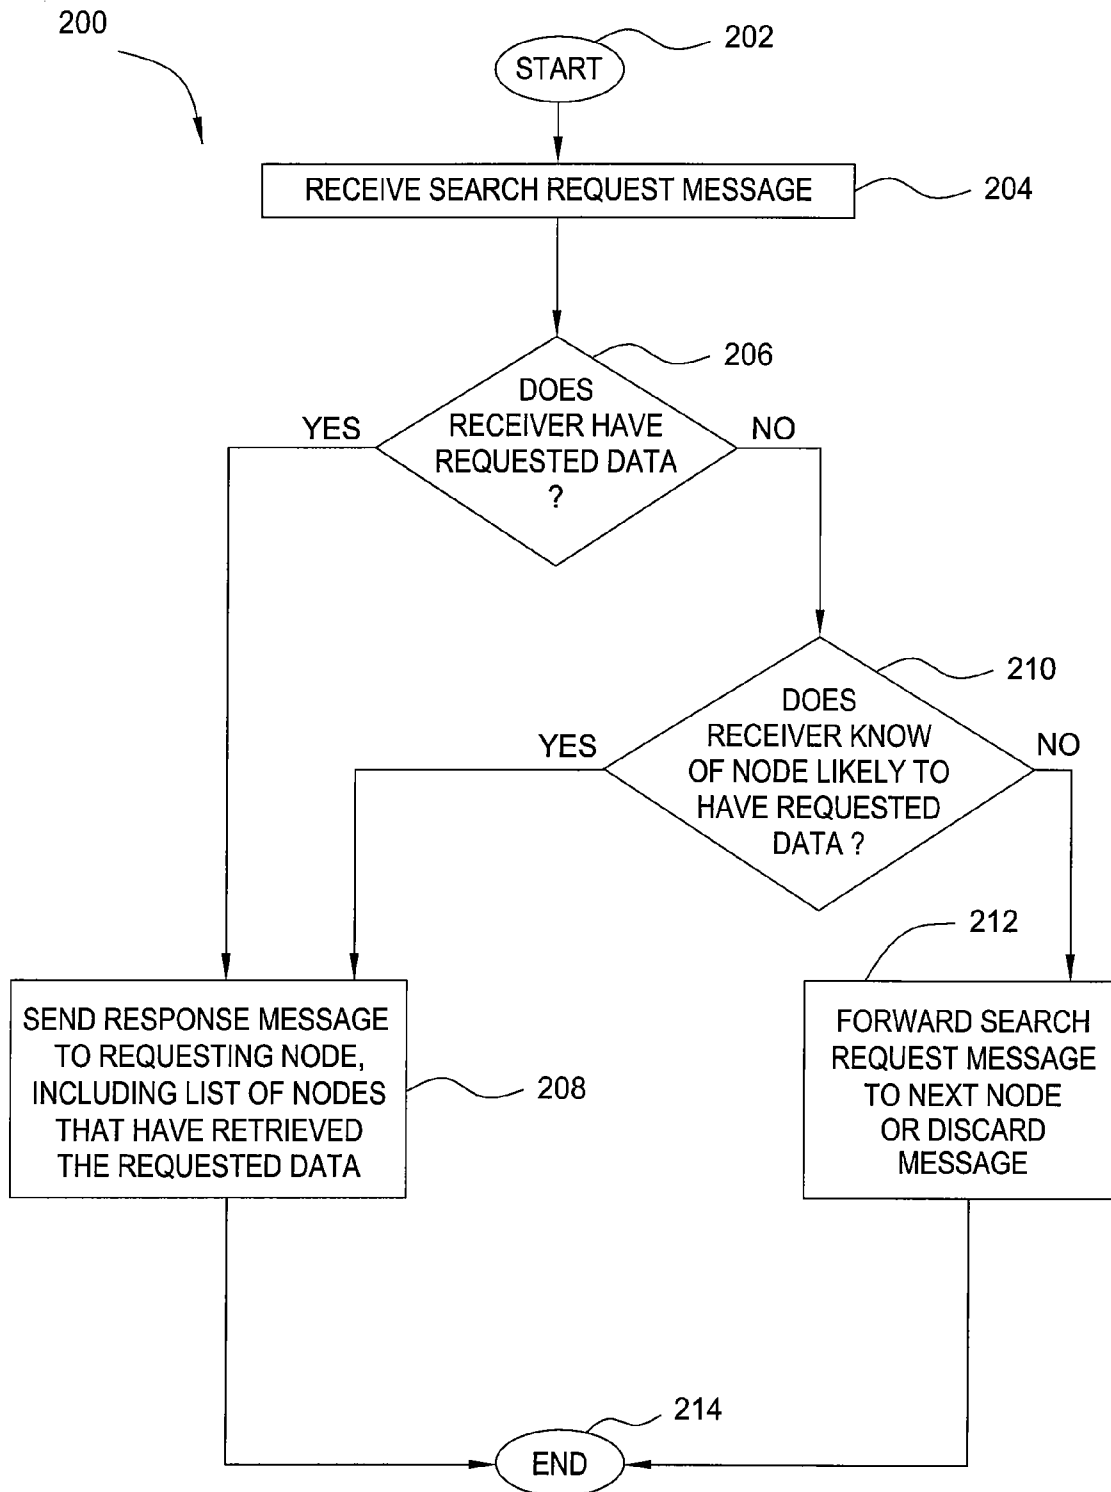 200
START
202
RECEIVE SEARCH REQUEST MESSAGE
204
206
DOES
RECEIVER HAVE
REQUESTED DATA
?
YES
NO
210
DOES
RECEIVER KNOW
OF NODE LIKELY TO
HAVE REQUESTED
DATA ?
YES
NO
212
SEND RESPONSE MESSAGE
TO REQUESTING NODE,
INCLUDING LIST OF NODES
THAT HAVE RETRIEVED
THE REQUESTED DATA
208
FORWARD SEARCH
REQUEST MESSAGE
TO NEXT NODE
OR DISCARD
MESSAGE
214
END